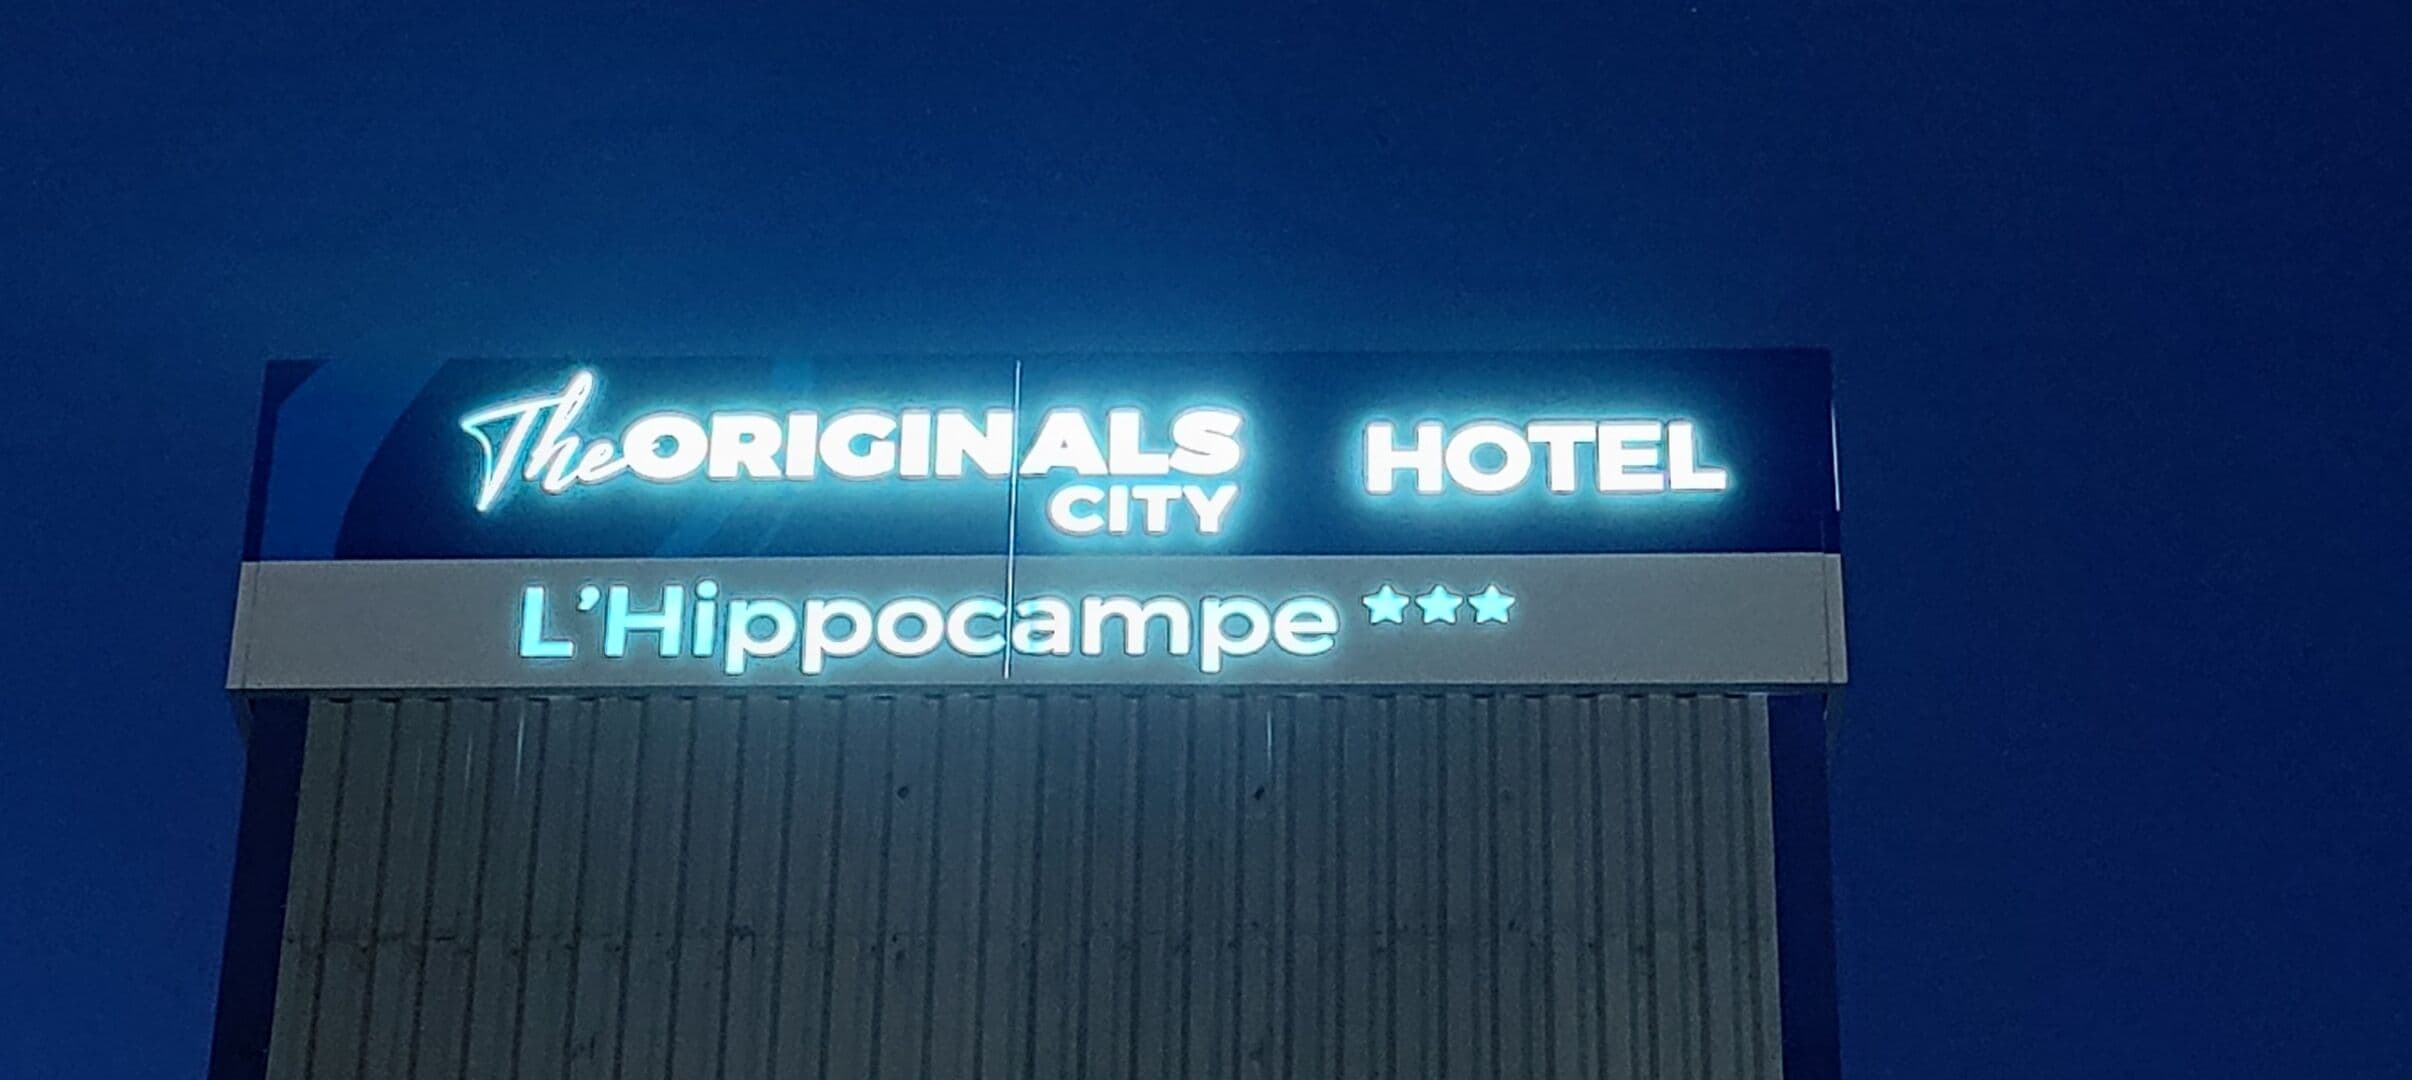 The ORIGINALS HOTEL
CITY
L'Hippocampe ★★★